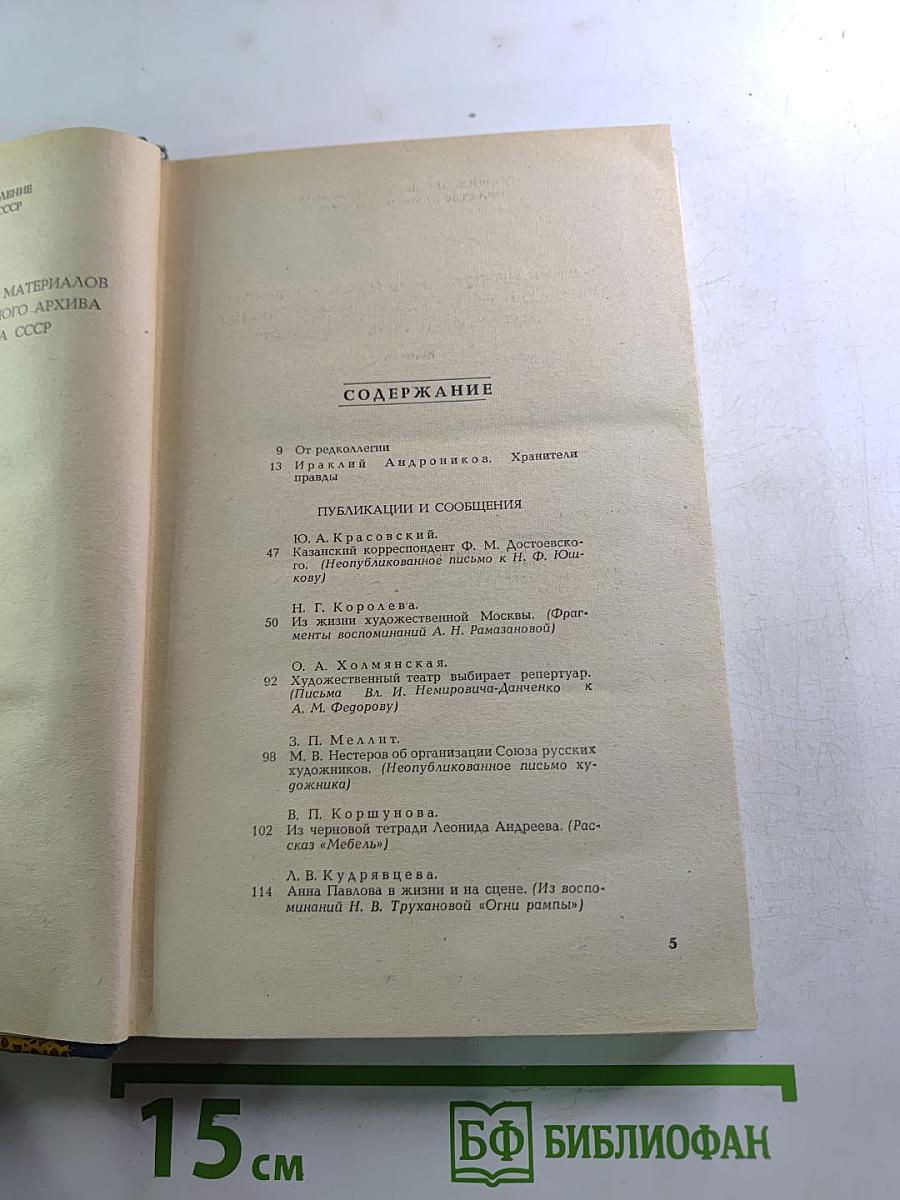 ЛЕНИЕ
СССР
МАТЕРИАЛОВ
НОГО АРХИВА
А СССР
СОДЕРЖАНИЕ
9 От редколлегии
13 Ираклий Андроников. Хранители
правды
ПУБЛИКАЦИИ И СООБЩЕНИЯ
Ю. А. Красовский.
47 Казанский корреспондент Ф. М. Достоевско-
го. (Неопубликованное письмо к Н. Ф. Юш-
кову)
Н. Г. Королева.
50 Из жизни художественной Москвы. (Фраг-
менты воспоминаний А. Н. Рамазановой)
О. А. Холмянская.
92 Художественный театр выбирает репертуар.
(Письма Вл. И. Немировича-Данченко к
А. М. Федорову)
З. П. Меллит.
98 М. В. Нестеров об организации Союза русских
художников. (Неопубликованное письмо ху-
дожника)
В. П. Коршунова.
102 Из черновой тетради Леонида Андреева. (Рас-
сказ «Мебель»)
Л. В. Кудрявцева.
114 Анна Павлова в жизни и на сцене. (Из воспо-
минаний Н. В. Трухановой «Огни рампы»)
5
15 см
БФ БИБЛИОФАН